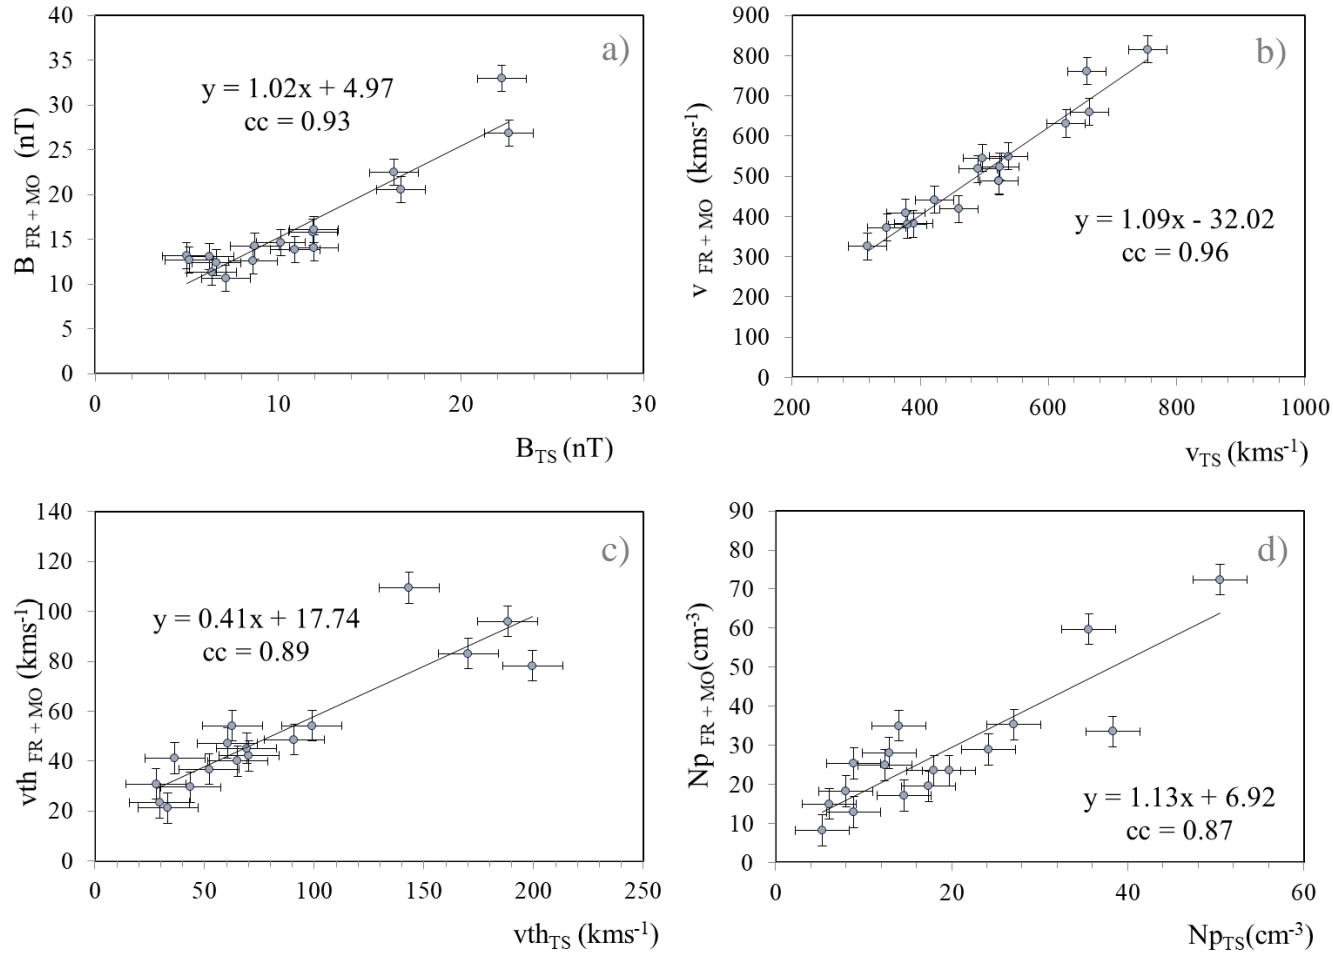 a)
y = 1.02x + 4.97
cc = 0.93
40
35
30
25
20
15
10
5
0
B FR + MO (nT)
0 10 20 30
B_TS (nT)
b)
900
800
700
600
500
400
300
200
100
0
v FR + MO (kms⁻¹)
y = 1.09x - 32.02
cc = 0.96
200 400 600 800 1000
v_TS (kms⁻¹)
c)
140
120
100
80
60
40
20
0
vth FR + MO (kms⁻¹)
y = 0.41x + 17.74
cc = 0.89
0 50 100 150 200 250
vth_TS (kms⁻¹)
d)
90
80
70
60
50
40
30
20
10
0
Np FR + MO (cm⁻³)
y = 1.13x + 6.92
cc = 0.87
0 20 40 60
Np_TS(cm⁻³)